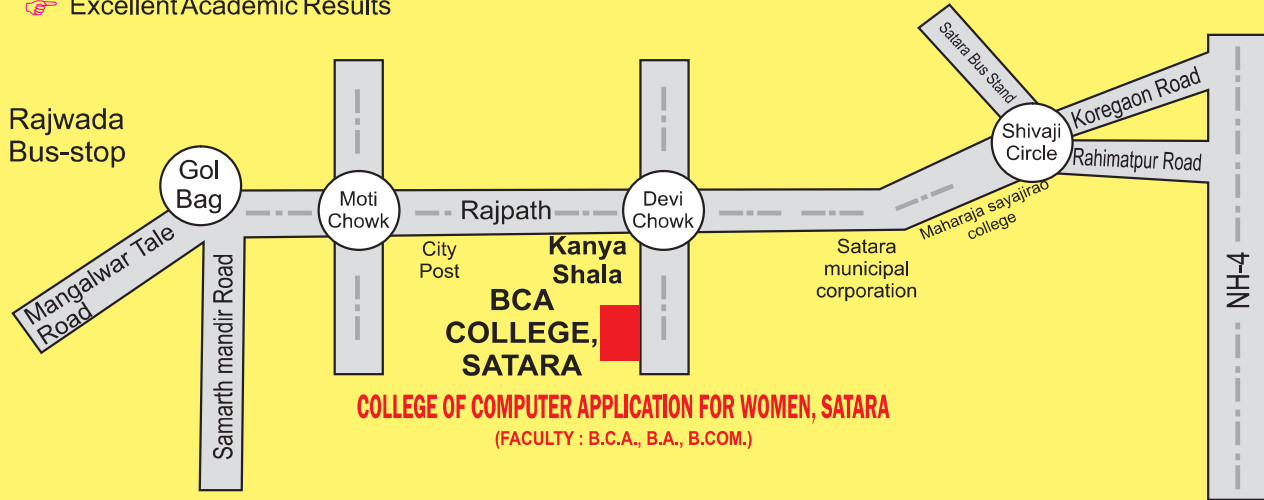 ☞ Excellent Academic Results
Satara Bus Stand
Koregaon Road
Rajwada
Bus-stop
Shivaji
Circle
Rahimatpur Road
Gol
Bag
Moti
Chowk
Rajpath
Devi
Chowk
Maharaja sayajirao
college
Mangalwar Tale
Road
Samarth mandir Road
City
Post
Kanya
Shala
Satara
municipal
corporation
NH-4
BCA
COLLEGE,
SATARA
COLLEGE OF COMPUTER APPLICATION FOR WOMEN, SATARA
(FACULTY : B.C.A., B.A., B.COM.)